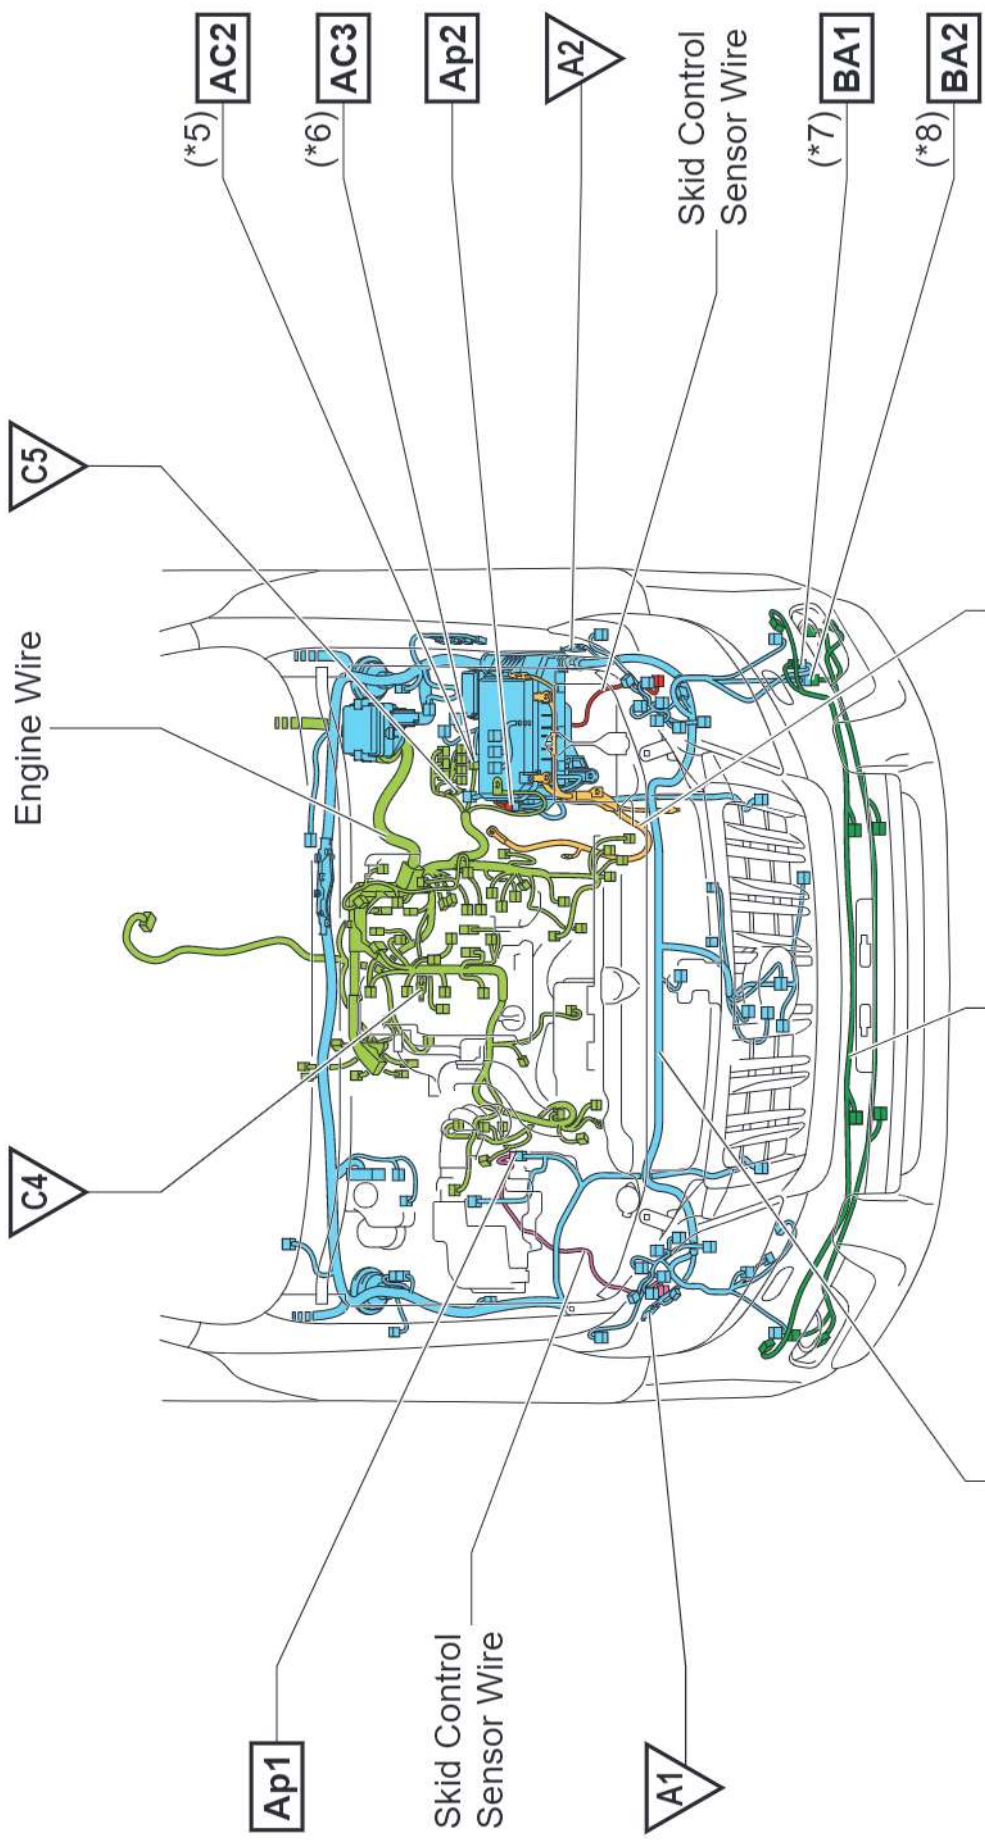 C4
Engine Wire
C5
(*5) AC2
(*6) AC3
Ap2
A2
Skid Control
Sensor Wire
(*7) BA1
(*8) BA2
Ap1
Skid Control
Sensor Wire
A1